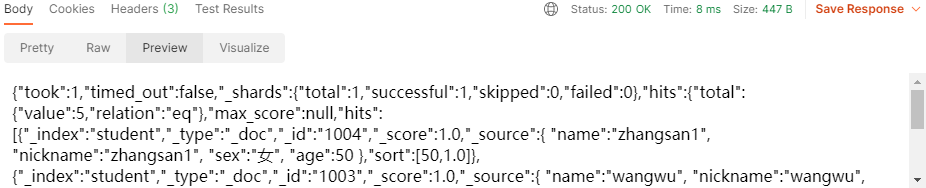 Body Cookies Headers (3) Test Results Status: 200 OK Time: 8 ms Size: 447 B Save Response
Pretty Raw Preview Visualize
{"took":1,"timed_out":false,"_shards":{"total":1,"successful":1,"skipped":0,"failed":0},"hits":{"total":
{"value":5,"relation":"eq"},"max_score":null,"hits":
[{"_index":"student","_type":"_doc","_id":"1004","_score":1.0,"_source":{ "name":"zhangsan1",
"nickname":"zhangsan1", "sex":"女", "age":50 },"sort":[50,1.0]},
{"_index":"student","_type":"_doc","_id":"1003","_score":1.0,"_source":{ "name":"wangwu", "nickname":"wangwu",